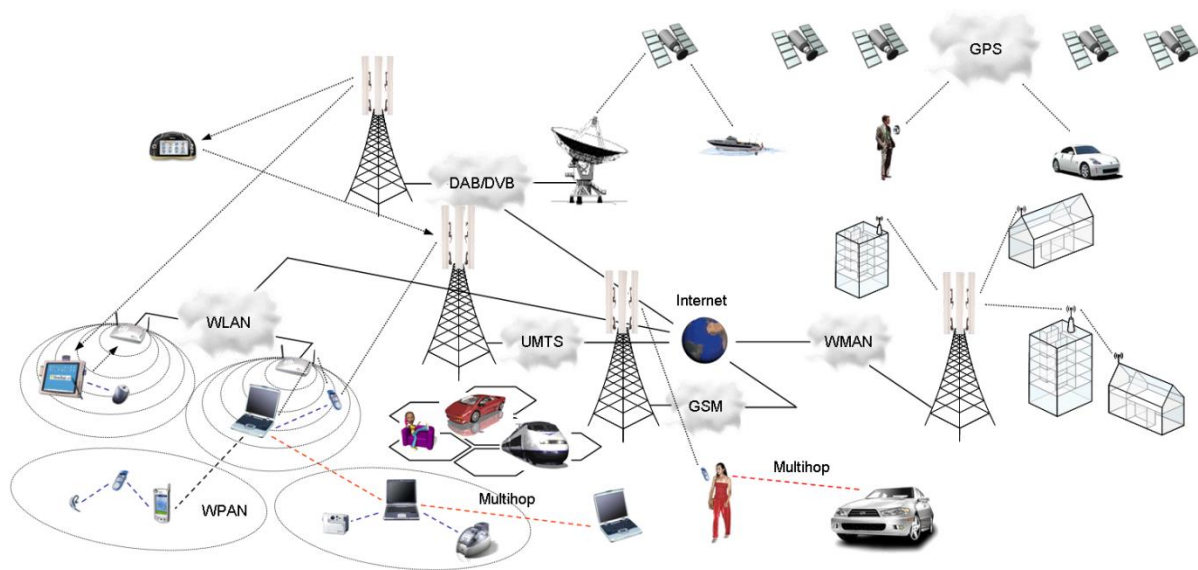 GPS
DAB/DVB
Internet
WLAN
UMTS
WMAN
GSM
Multihop
Multihop
WPAN